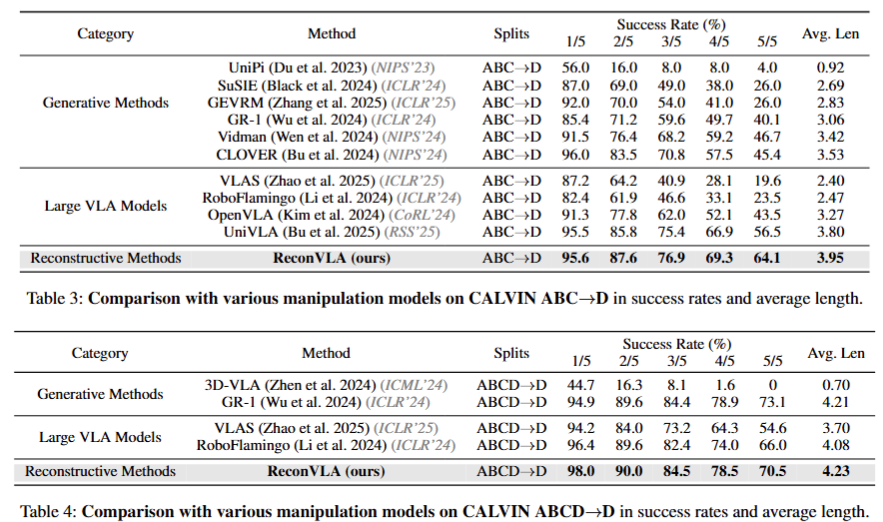 Category Method Splits Success Rate (%) Avg. Len
1/5 2/5 3/5 4/5 5/5
Generative Methods
UniPi (Du et al. 2023) (NIPS'23) ABC→D 56.0 16.0 8.0 8.0 4.0 0.92
SuSIE (Black et al. 2024) (ICLR'24) ABC→D 87.0 69.0 49.0 38.0 26.0 2.69
GEVRM (Zhang et al. 2025) (ICLR'25) ABC→D 92.0 70.0 54.0 41.0 26.0 2.83
GR-1 (Wu et al. 2024) (ICLR'24) ABC→D 85.4 71.2 59.6 49.7 40.1 3.06
Vidman (Wen et al. 2024) (NIPS'24) ABC→D 91.5 76.4 68.2 59.2 46.7 3.42
CLOVER (Bu et al. 2024) (NIPS'24) ABC→D 96.0 83.5 70.8 57.5 45.4 3.53
Large VLA Models
VLAS (Zhao et al. 2025) (ICLR'25) ABC→D 87.2 64.2 40.9 28.1 19.6 2.40
RoboFlamingo (Li et al. 2024) (ICLR'24) ABC→D 82.4 61.9 46.6 33.1 23.5 2.47
OpenVLA (Kim et al. 2024) (CoRL'24) ABC→D 91.3 77.8 62.0 52.1 43.5 3.27
UniVLA (Bu et al. 2025) (RSS'25) ABC→D 95.5 85.8 75.4 66.9 56.5 3.80
Reconstructive Methods ReconVLA (ours) ABC→D 95.6 87.6 76.9 69.3 64.1 3.95
Table 3: Comparison with various manipulation models on CALVIN ABC→D in success rates and average length.
Category Method Splits Success Rate (%) Avg. Len
1/5 2/5 3/5 4/5 5/5
Generative Methods
3D-VLA (Zhen et al. 2024) (ICML'24) ABCD→D 44.7 16.3 8.1 1.6 0 0.70
GR-1 (Wu et al. 2024) (ICLR'24) ABCD→D 94.9 89.6 84.4 78.9 73.1 4.21
Large VLA Models
VLAS (Zhao et al. 2025) (ICLR'25) ABCD→D 94.2 84.0 73.2 64.3 54.6 3.70
RoboFlamingo (Li et al. 2024) (ICLR'24) ABCD→D 96.4 89.6 82.4 74.0 66.0 4.08
Reconstructive Methods ReconVLA (ours) ABCD→D 98.0 90.0 84.5 78.5 70.5 4.23
Table 4: Comparison with various manipulation models on CALVIN ABCD→D in success rates and average length.